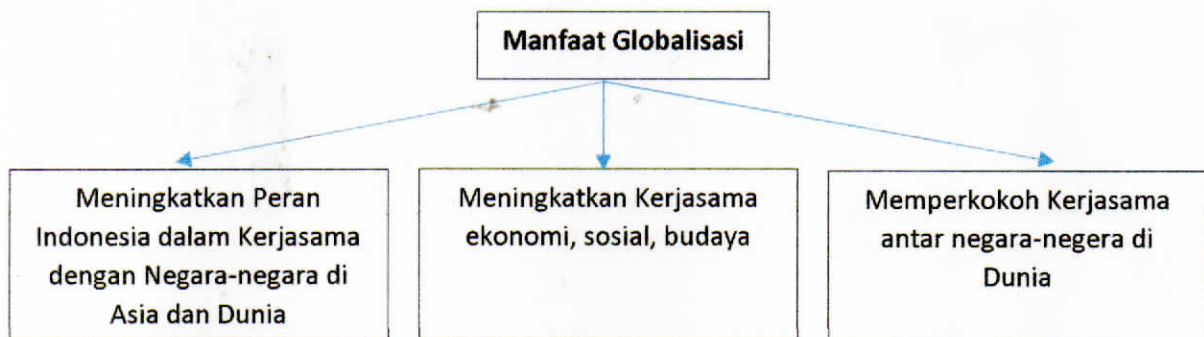 Manfaat Globalisasi
Meningkatkan Peran
Indonesia dalam Kerjasama
dengan Negara-negara di
Asia dan Dunia
Meningkatkan Kerjasama
ekonomi, sosial, budaya
Memperkokoh Kerjasama
antar negara-negera di
Dunia